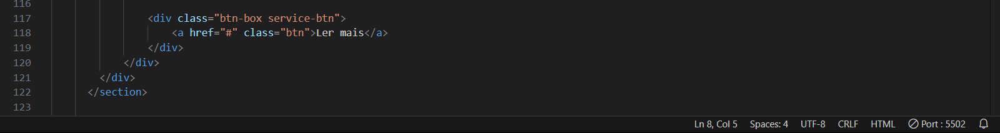 116
117 <div class="btn-box service-btn">
118 <a href="#" class="btn">Ler mais</a>
119 </div>
120 </div>
121 </div>
122 </section>
123
Ln 8, Col 5 Spaces: 4 UTF-8 CRLF HTML Port : 5502